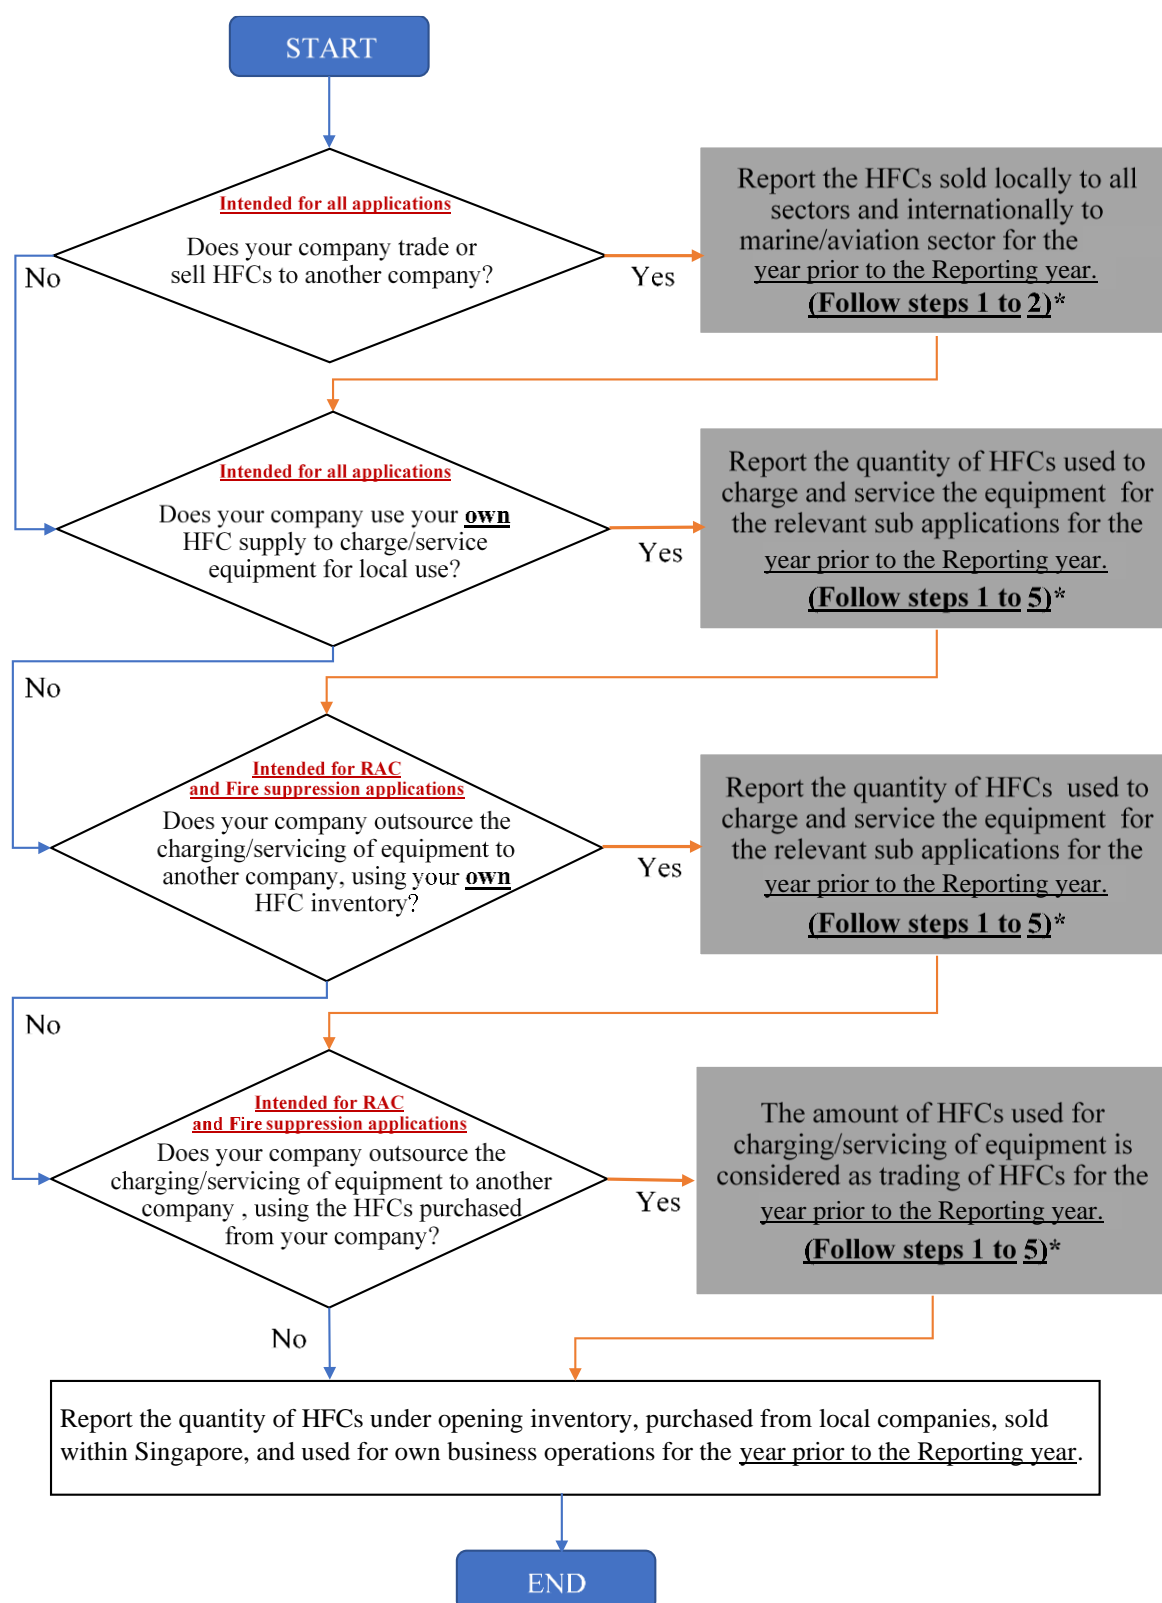 START
Intended for all applications
Does your company trade or
sell HFCs to another company?
No
Yes
Report the HFCs sold locally to all
sectors and internationally to
marine/aviation sector for the
year prior to the Reporting year.
(Follow steps 1 to 2)*
Intended for all applications
Does your company use your own
HFC supply to charge/service
equipment for local use?
Yes
No
Report the quantity of HFCs used to
charge and service the equipment for
the relevant sub applications for the
year prior to the Reporting year.
(Follow steps 1 to 5)*
Intended for RAC
and Fire suppression applications
Does your company outsource the
charging/servicing of equipment to
another company, using your own
HFC inventory?
Yes
No
Report the quantity of HFCs used to
charge and service the equipment for
the relevant sub applications for the
year prior to the Reporting year.
(Follow steps 1 to 5)*
Intended for RAC
and Fire suppression applications
Does your company outsource the
charging/servicing of equipment to another
company , using the HFCs purchased
from your company?
Yes
No
The amount of HFCs used for
charging/servicing of equipment is
considered as trading of HFCs for the
year prior to the Reporting year.
(Follow steps 1 to 5)*
Report the quantity of HFCs under opening inventory, purchased from local companies, sold
within Singapore, and used for own business operations for the year prior to the Reporting year.
END